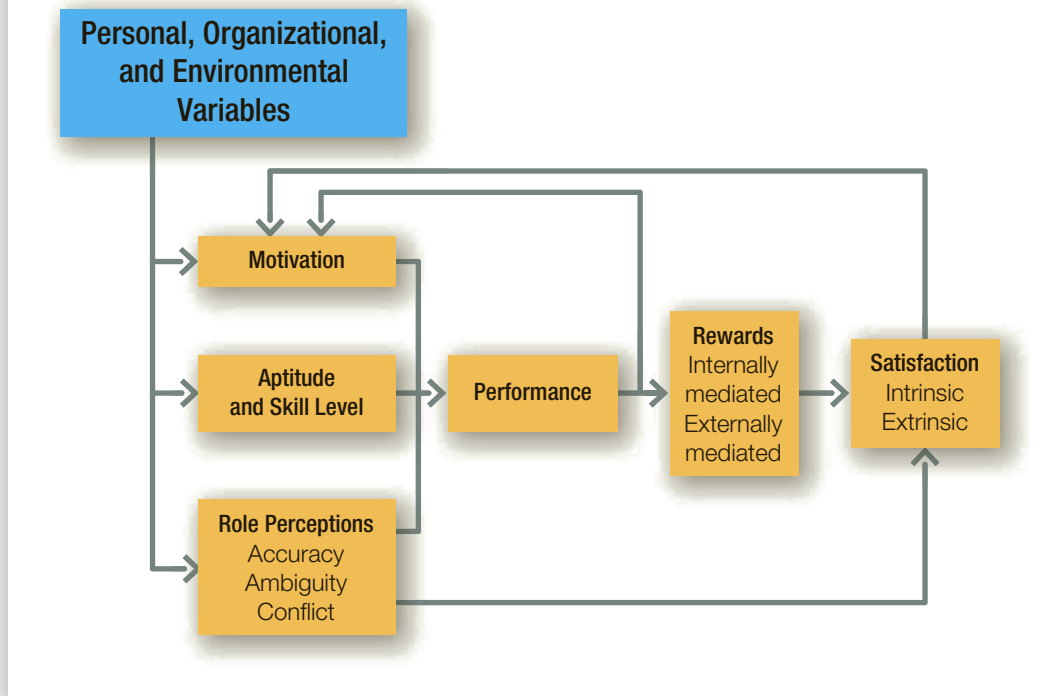 Personal, Organizational,
and Environmental
Variables
Motivation
Aptitude
and Skill Level
Role Perceptions
Accuracy
Ambiguity
Conflict
Performance
Rewards
Internally
mediated
Externally
mediated
Satisfaction
Intrinsic
Extrinsic